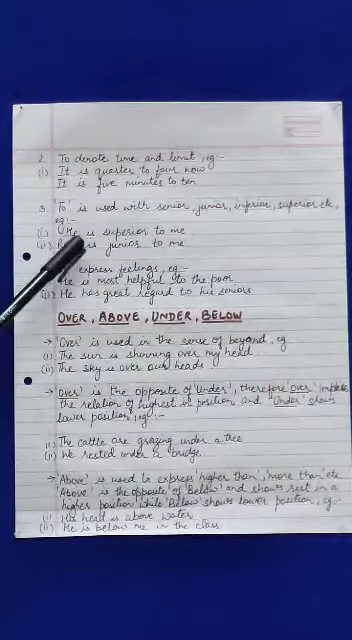 2. To denote time and limit, eg:-
(i) It is quarter to four now
It is five minutes to ten
3. 'To' is used with senior, junior, inferior, superior etc,
eg:-
(i) He is superior to me
(ii) is junior to me
express feelings, eg:-
He is most helpful to the poor
(ii) He has great regard to his seniors
OVER, ABOVE, UNDER, BELOW
→ 'Over' is used in the sense of beyond, eg
(i) The sun is shining over my head
(ii) The sky is over our heads
→ 'Over' is the opposite of 'Under', therefore 'over'
the relation of highest in position and 'Under' shows
lower position, eg:-
(i) The cattle are grazing under a tree
(ii) We rested under a bridge.
→ 'Above' is used to express 'higher than', 'more than' etc
'Above' is the opposite of 'Below' and shows rest in a
higher position while 'Below' shows lower position, eg:-
(i) His head is above water
(ii) He is below me in the class